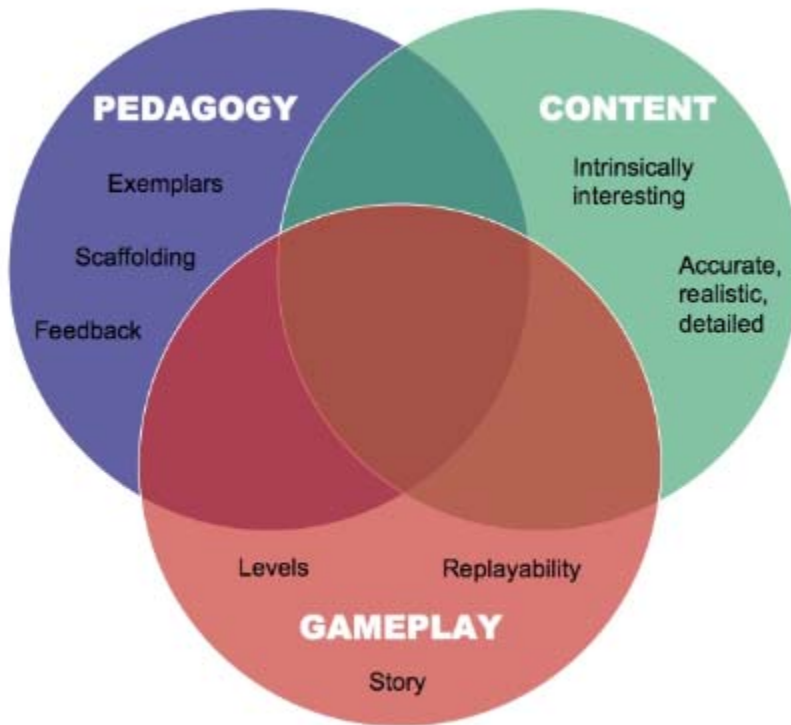 PEDAGOGY
Exemplars
Scaffolding
Feedback
CONTENT
Intrinsically
interesting
Accurate,
realistic,
detailed
Levels
Replayability
GAMEPLAY
Story